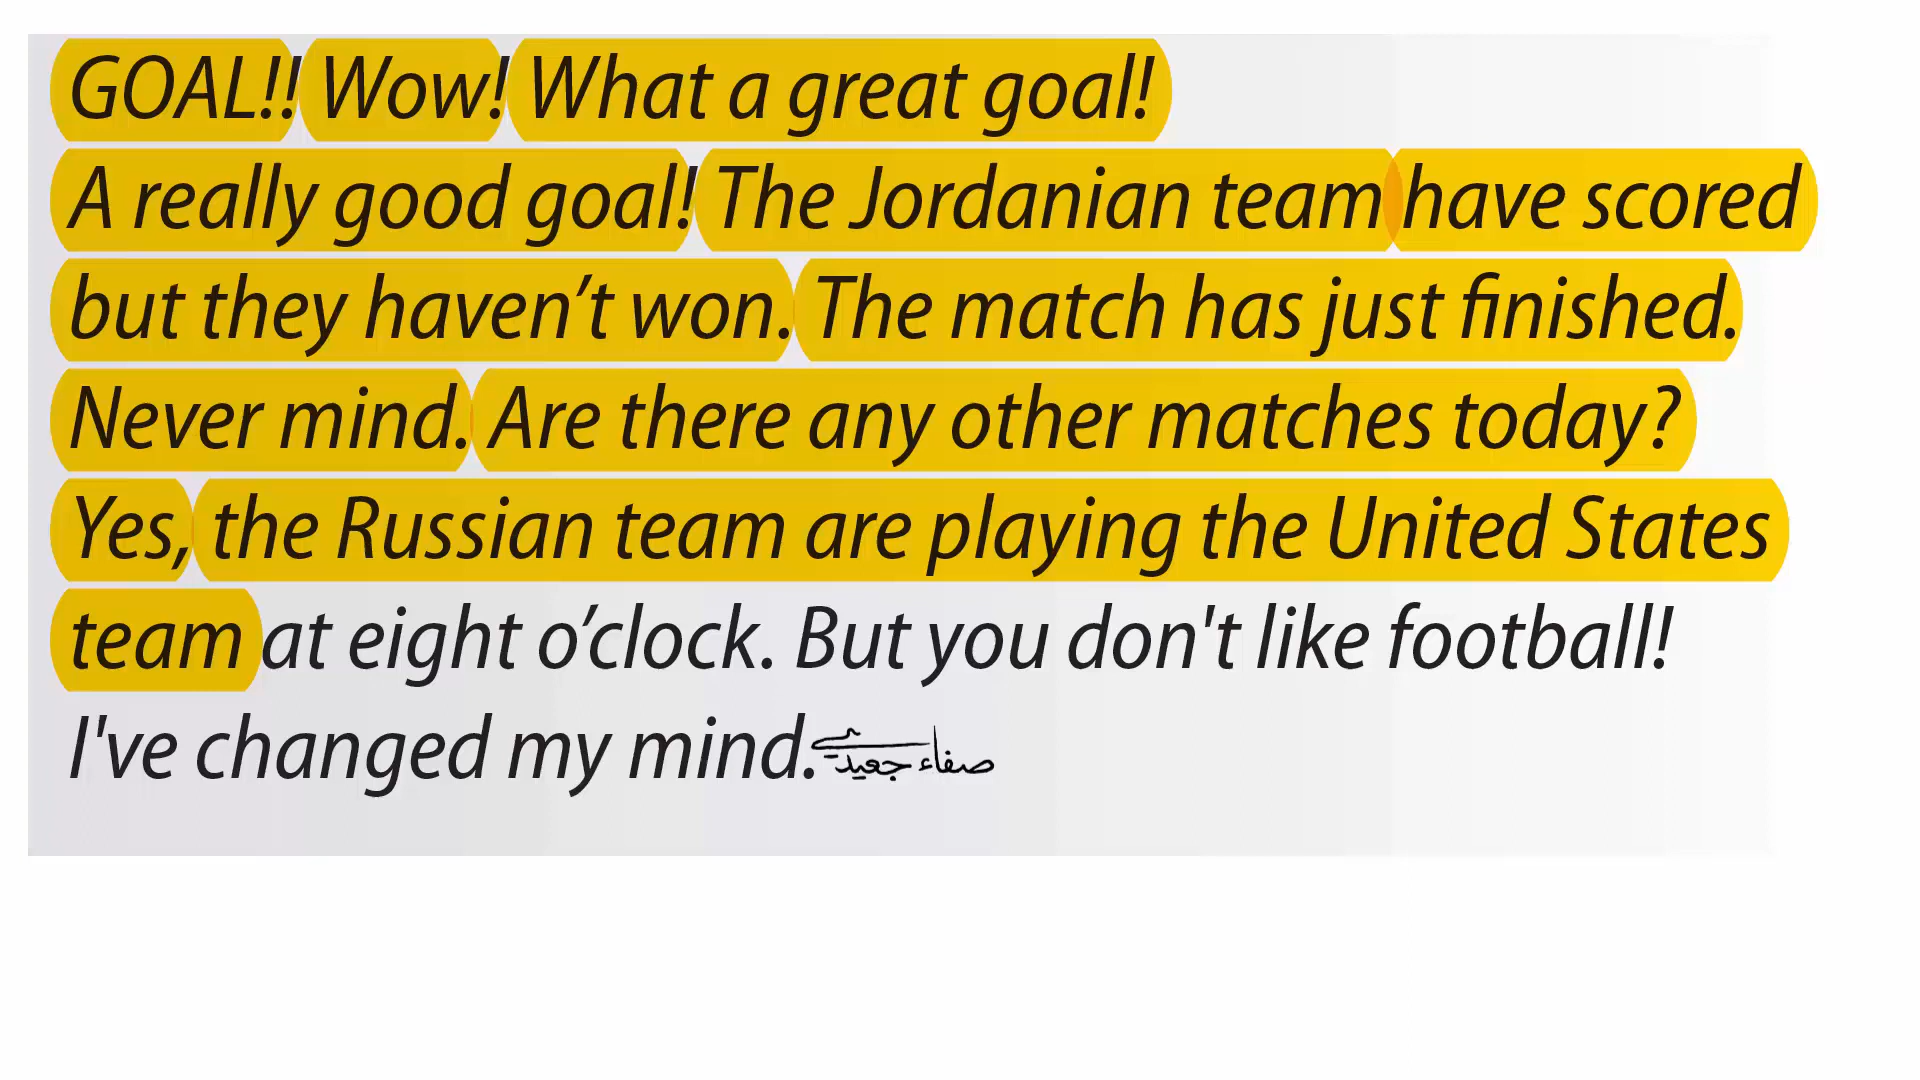 GOAL!! Wow! What a great goal!
A really good goal! The Jordanian team have scored
but they haven’t won. The match has just finished.
Never mind. Are there any other matches today?
Yes, the Russian team are playing the United States
team at eight o’clock. But you don't like football!
I've changed my mind.
صفاء جعيدي